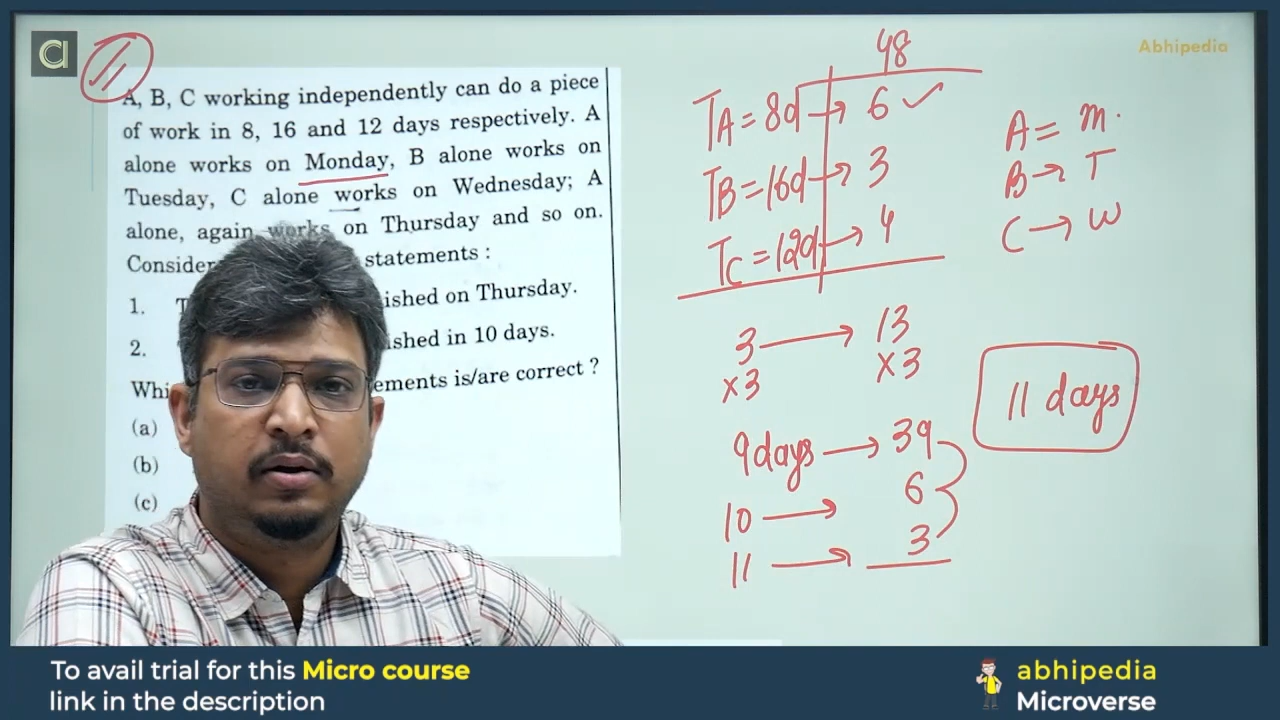 Abhipedia
11
A, B, C working independently can do a piece
of work in 8, 16 and 12 days respectively. A
alone works on Monday, B alone works on
Tuesday, C alone works on Wednesday; A
alone, again works on Thursday and so on.
Consider statements :
1. ished on Thursday.
2. ished in 10 days.
Whi ements is/are correct ?
(a)
(b)
(c)
48
TA = 8d → 6 ✓
TB = 16d → 3
TC = 12d → 4
A = M.
B → T
C → W
3 → 13
×3 ×3
9days → 39
10 → 6
11 → 3
11 days
To avail trial for this Micro course
link in the description
abhipedia
Microverse